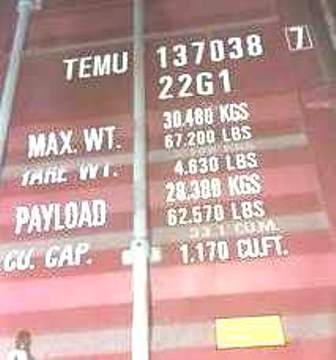 TEMU 137038 7
22G1
30.480 KGS
MAX. WT. 67.200 LBS
TARE WT. 4.630 LBS
28.380 KGS
PAYLOAD 62.570 LBS
33.1 CU.M.
CU. CAP. 1.170 CU.FT.